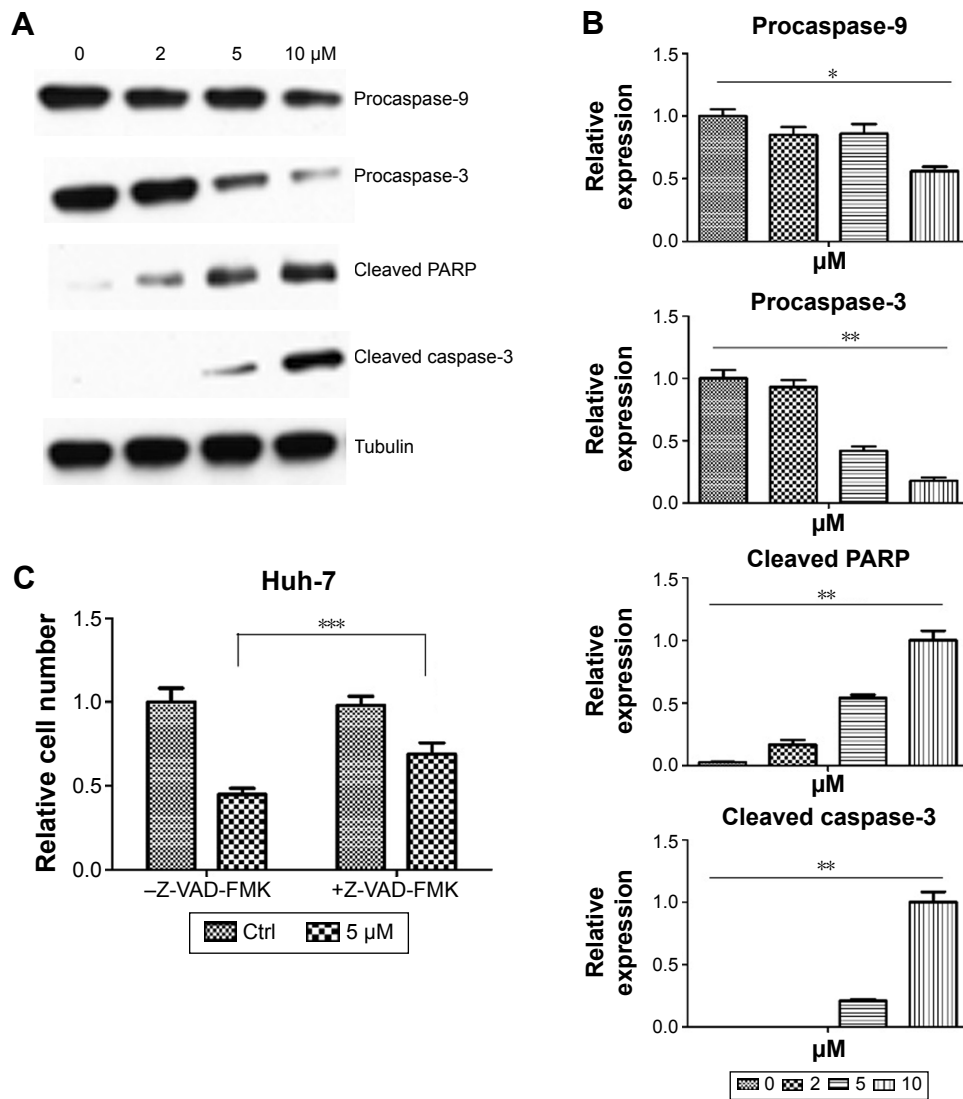 A
0 2 5 10 µM
Procaspase-9
Procaspase-3
Cleaved PARP
Cleaved caspase-3
Tubulin
B
Procaspase-9
*
1.5
1.0
0.5
0.0
Relative
expression
µM
Procaspase-3
**
1.5
1.0
0.5
0.0
Relative
expression
µM
Cleaved PARP
**
1.5
1.0
0.5
0.0
Relative
expression
µM
Cleaved caspase-3
**
1.5
1.0
0.5
0.0
Relative
expression
µM
0 2 5 10
C
Huh-7
***
1.5
1.0
0.5
0.0
Relative cell number
–Z-VAD-FMK +Z-VAD-FMK
Ctrl 5 µM